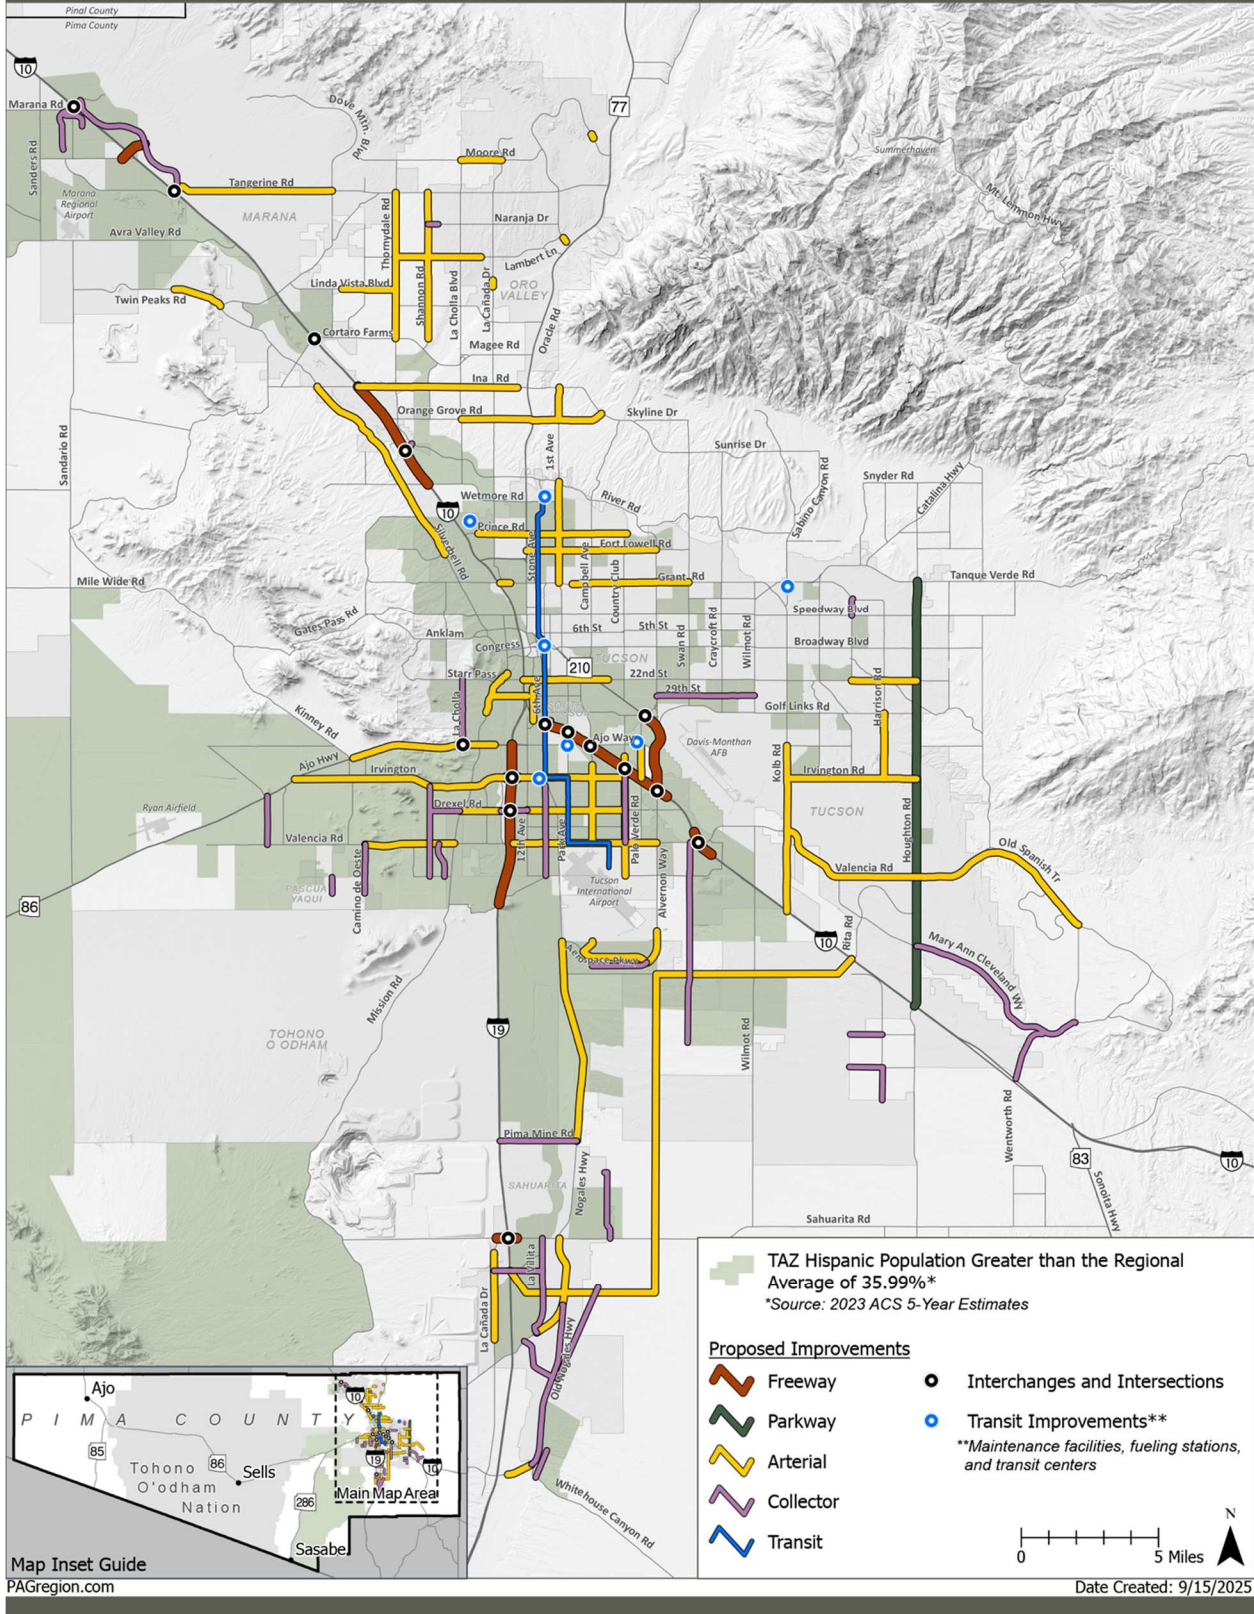 Pinal County
Pima County
10
77
Marana Rd
Dove Mtn. Blvd
Sanders Rd
Moore Rd
Summerhaven
Tangerine Rd
Mt. Lemmon Hwy
Marana
Regional
Airport
MARANA
Thornydale Rd
Naranja Dr
Avra Valley Rd
Lambert Ln
Linda Vista Blvd
Shannon Rd
La Cholla Blvd
La Cañada Dr
ORO
VALLEY
Twin Peaks Rd
Cortaro Farms
Oracle Rd
Magee Rd
Ina Rd
Orange Grove Rd
Skyline Dr
Sandario Rd
1st Ave
Sunrise Dr
Sabino Canyon Rd
Snyder Rd
Catalina Hwy
Wetmore Rd
River Rd
10
Prince Rd
Silverbell Rd
Stone Ave
Fort Lowell Rd
Campbell Ave
Country Club
Mile Wide Rd
Grant Rd
Tanque Verde Rd
Speedway Blvd
Gates Pass Rd
Anklam
6th St
5th St
Swan Rd
Craycroft Rd
Wilmot Rd
Broadway Blvd
Congress
TUCSON
210
Starr Pass
22nd St
29th St
La Cholla
6th Ave
Harrison Rd
Golf Links Rd
Kinney Rd
Ajo Way
Davis-Monthan
AFB
Ajo Hwy
Irvington
Kolb Rd
Irvington Rd
Ryan Airfield
Drexel Rd
Palo Verde Rd
TUCSON
Houghton Rd
Valencia Rd
12th Ave
Park Ave
Old Spanish Tr
Valencia Rd
Camino de Oeste
PASCUA
YAQUI
Tucson
International
Airport
Alvernon Way
86
Rita Rd
10
Aerospace Pkwy
Mary Ann Cleveland Wy
Mission Rd
19
TOHONO
O ODHAM
Wilmot Rd
Wentworth Rd
Pima Mine Rd
83
10
Nogales Hwy
SAHUARITA
Sonoita Hwy
Sahuarita Rd
La Villita
La Cañada Dr
Old Nogales Hwy
Whitehouse Canyon Rd
TAZ Hispanic Population Greater than the Regional
Average of 35.99%*
*Source: 2023 ACS 5-Year Estimates
Proposed Improvements
Freeway
Parkway
Arterial
Collector
Transit
Interchanges and Intersections
Transit Improvements**
**Maintenance facilities, fueling stations,
and transit centers
N
0 5 Miles
Ajo
10
PIMA COUNTY
85
86
Tohono
O'odham
Nation
Sells
19
10
286
Main Map Area
Sasabe
Map Inset Guide
PAGregion.com
Date Created: 9/15/2025